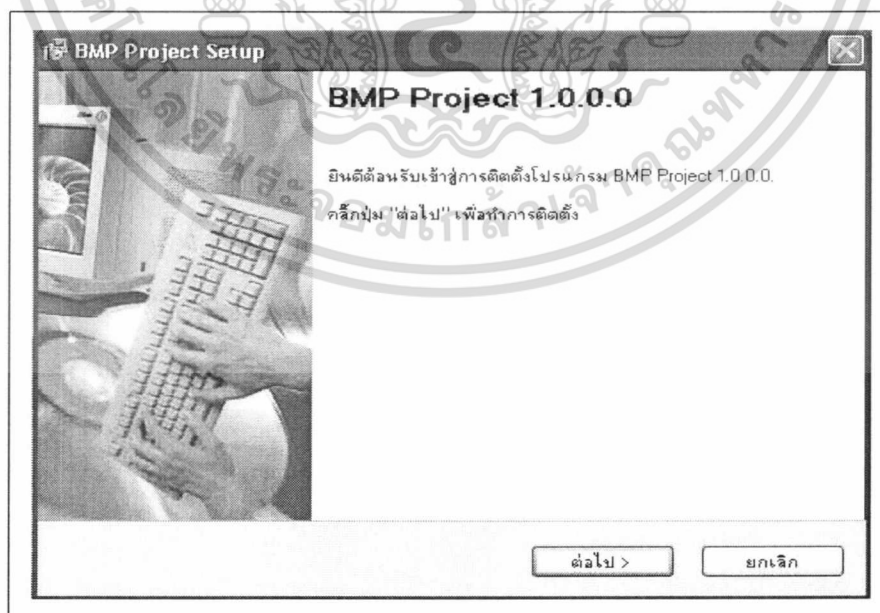 BMP Project Setup
BMP Project 1.0.0.0
ยินดีต้อนรับเข้าสู่การติดตั้งโปรแกรม BMP Project 1.0.0.0.
คลิ๊กปุ่ม "ต่อไป" เพื่อทำการติดตั้ง
ต่อไป >
ยกเลิก